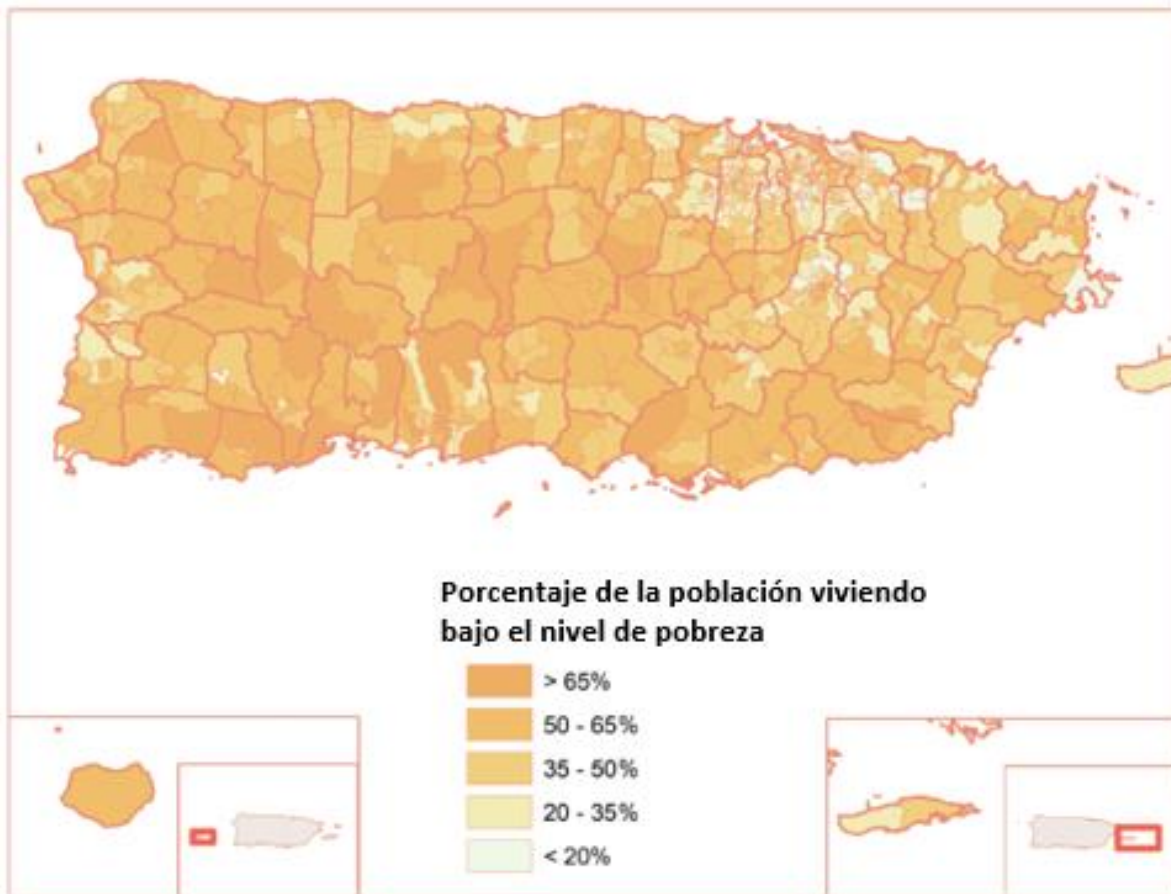 Porcentaje de la población viviendo
bajo el nivel de pobreza
> 65%
50 - 65%
35 - 50%
20 - 35%
< 20%